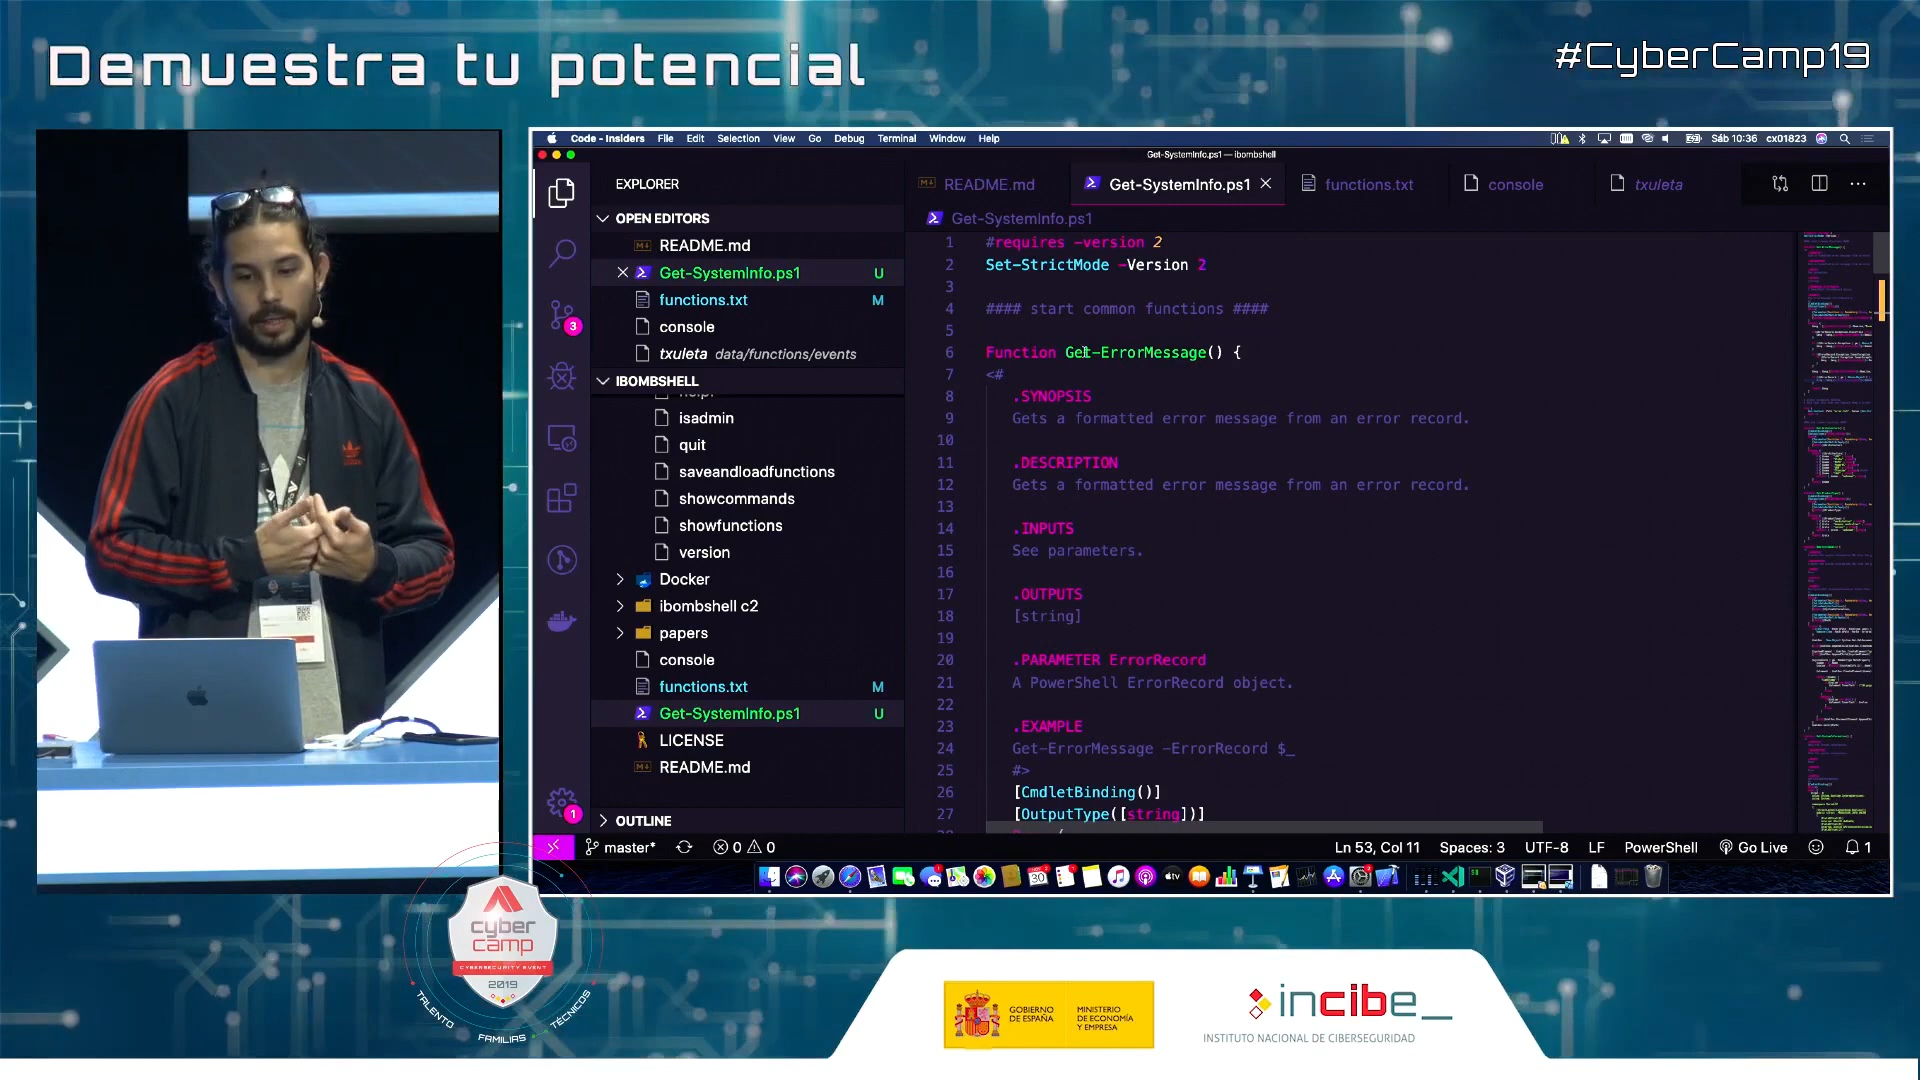 Demuestra tu potencial
#CyberCamp19
Code - Insiders File Edit Selection View Go Debug Terminal Window Help
Sáb 10:36 cx01823
Get-SystemInfo.ps1 — ibombshell
EXPLORER
OPEN EDITORS
README.md
Get-SystemInfo.ps1 U
functions.txt M
console
txuleta data/functions/events
IBOMBSHELL
isadmin
quit
saveandloadfunctions
showcommands
showfunctions
version
Docker
ibombshell c2
papers
console
functions.txt M
Get-SystemInfo.ps1 U
LICENSE
README.md
OUTLINE
3
1
README.md
Get-SystemInfo.ps1
functions.txt
console
txuleta
Get-SystemInfo.ps1
1 #requires -version 2
2 Set-StrictMode -Version 2
3
4 #### start common functions ####
5
6 Function Get-ErrorMessage() {
7 <#
8 .SYNOPSIS
9 Gets a formatted error message from an error record.
10
11 .DESCRIPTION
12 Gets a formatted error message from an error record.
13
14 .INPUTS
15 See parameters.
16
17 .OUTPUTS
18 [string]
19
20 .PARAMETER ErrorRecord
21 A PowerShell ErrorRecord object.
22
23 .EXAMPLE
24 Get-ErrorMessage -ErrorRecord $_
25 #>
26 [CmdletBinding()]
27 [OutputType([string])]
master* 0 0
Ln 53, Col 11 Spaces: 3 UTF-8 LF PowerShell Go Live 1
cyber
camp
CYBERSECURITY EVENT
2019
TALENTO
FAMILIAS
TÉCNICOS
GOBIERNO
DE ESPAÑA
MINISTERIO
DE ECONOMÍA
Y EMPRESA
incibe_
INSTITUTO NACIONAL DE CIBERSEGURIDAD